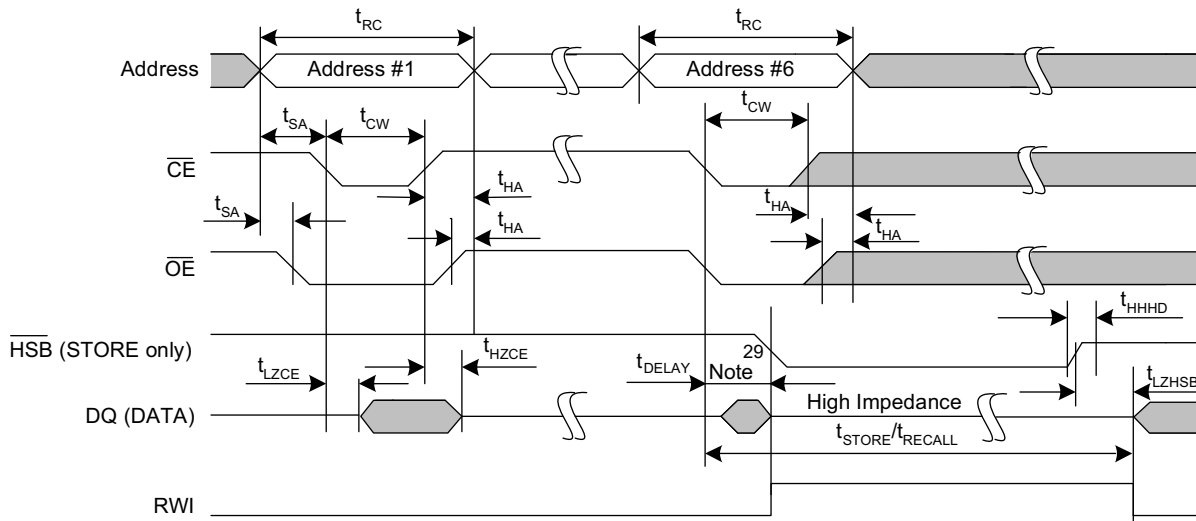 tRC tRC
Address Address #1 Address #6
tCW
tSA tCW
CE
tHA tHA
tSA tHA tHA
OE
tHHHD
HSB (STORE only) 29
tHZCE
tLZCE tDELAY Note tLZHSB
DQ (DATA) High Impedance
tSTORE/tRECALL
RWI